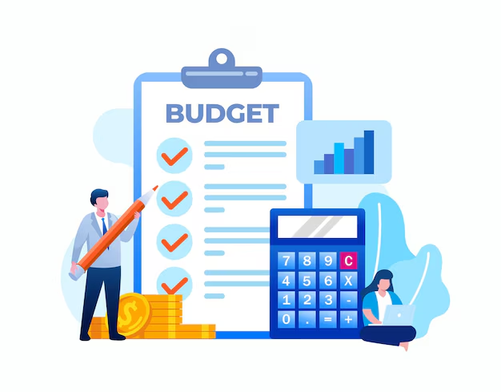 BUDGET
7 8 9 C
4 5 6 X
1 2 3 -
0 . = +
$